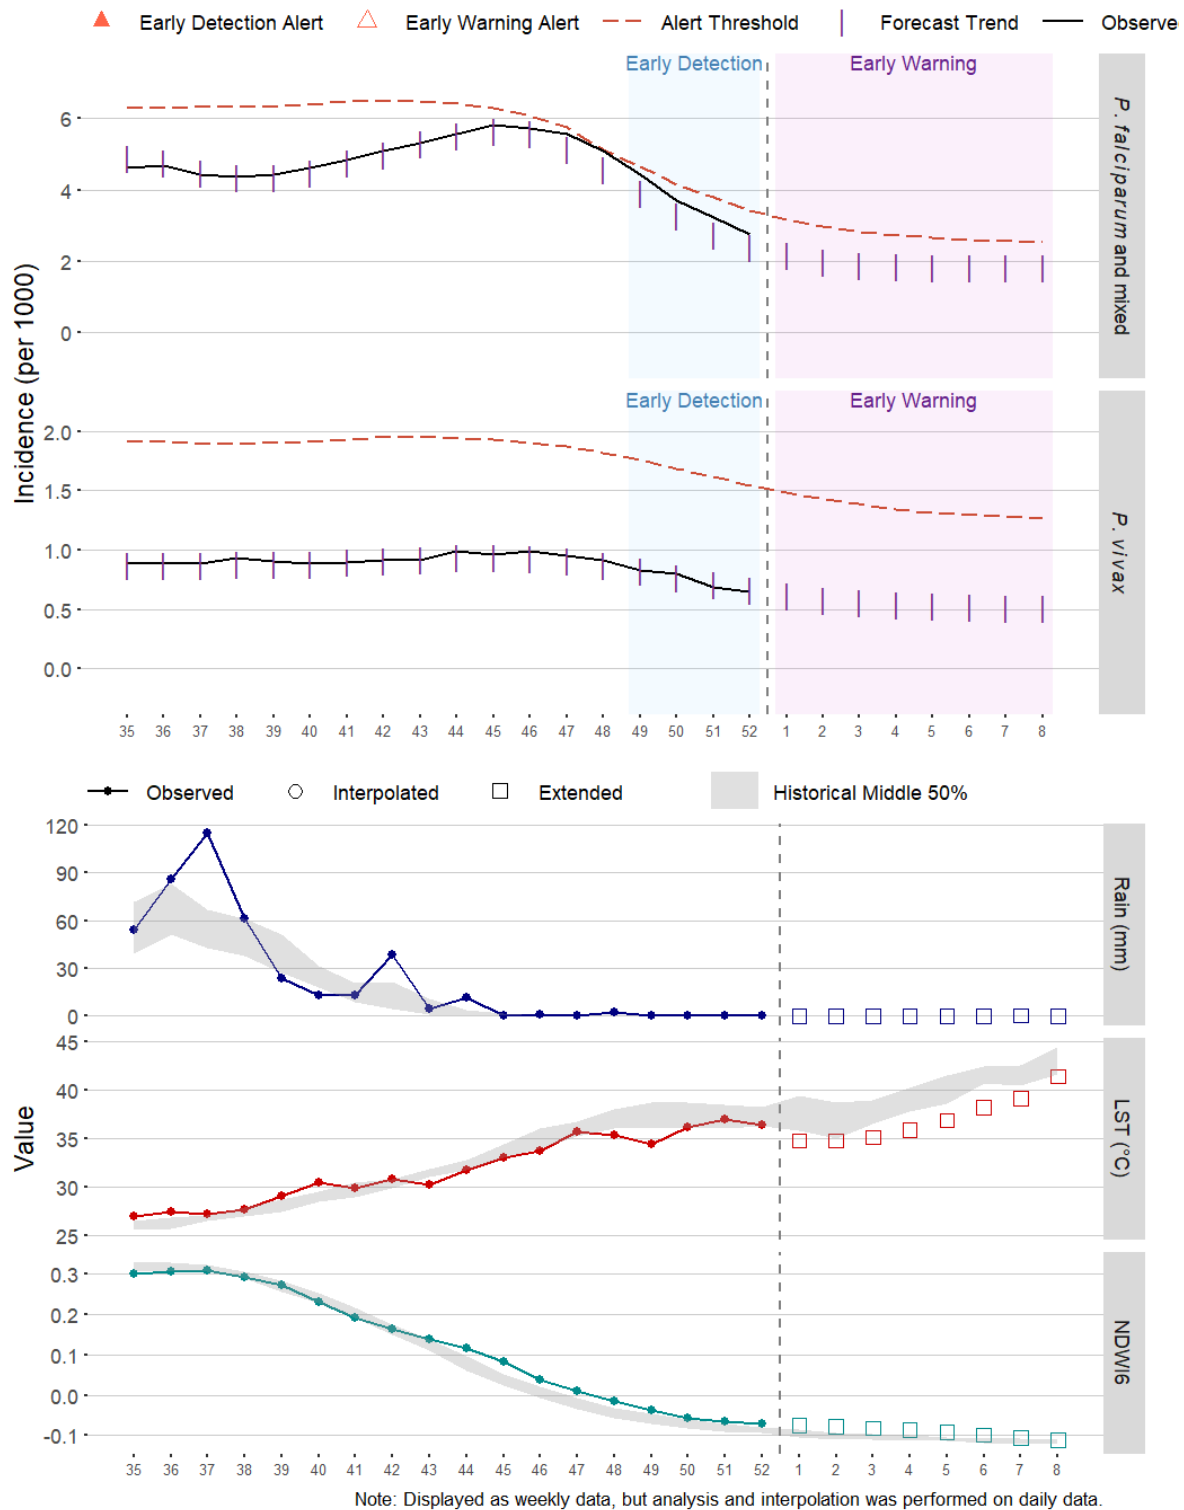 Early Detection Alert Early Warning Alert Alert Threshold Forecast Trend Observe
Early Detection Early Warning
6
4
2
0
P. falciparum and mixed
Early Detection Early Warning
2.0
1.5
1.0
0.5
0.0
P. vivax
Incidence (per 1000)
35 36 37 38 39 40 41 42 43 44 45 46 47 48 49 50 51 52 1 2 3 4 5 6 7 8
Observed Interpolated Extended Historical Middle 50%
120
90
60
30
0
Rain (mm)
45
40
35
30
25
LST (°C)
Value
0.3
0.2
0.1
0.0
-0.1
NDWI6
35 36 37 38 39 40 41 42 43 44 45 46 47 48 49 50 51 52 1 2 3 4 5 6 7 8
Note: Displayed as weekly data, but analysis and interpolation was performed on daily data.